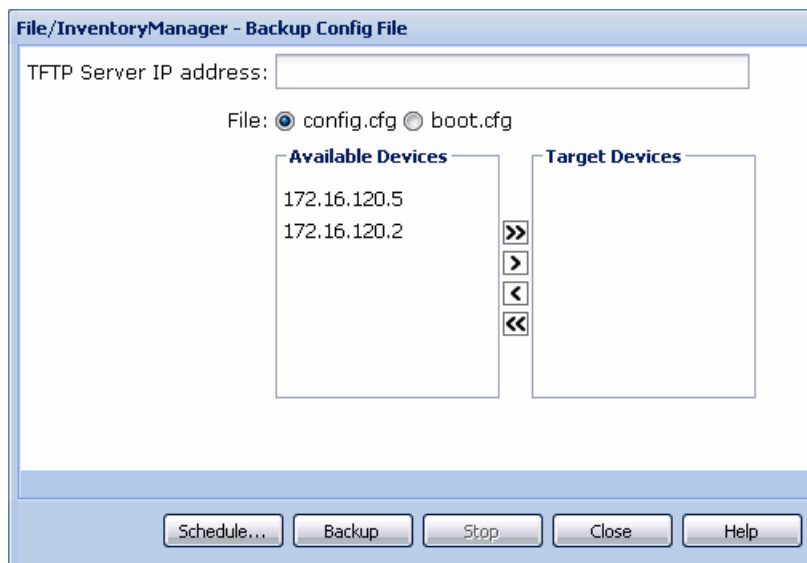 File/InventoryManager - Backup Config File
TFTP Server IP address:
File: config.cfg boot.cfg
Available Devices
Target Devices
172.16.120.5
172.16.120.2
>>
>
<
<<
Schedule... Backup Stop Close Help